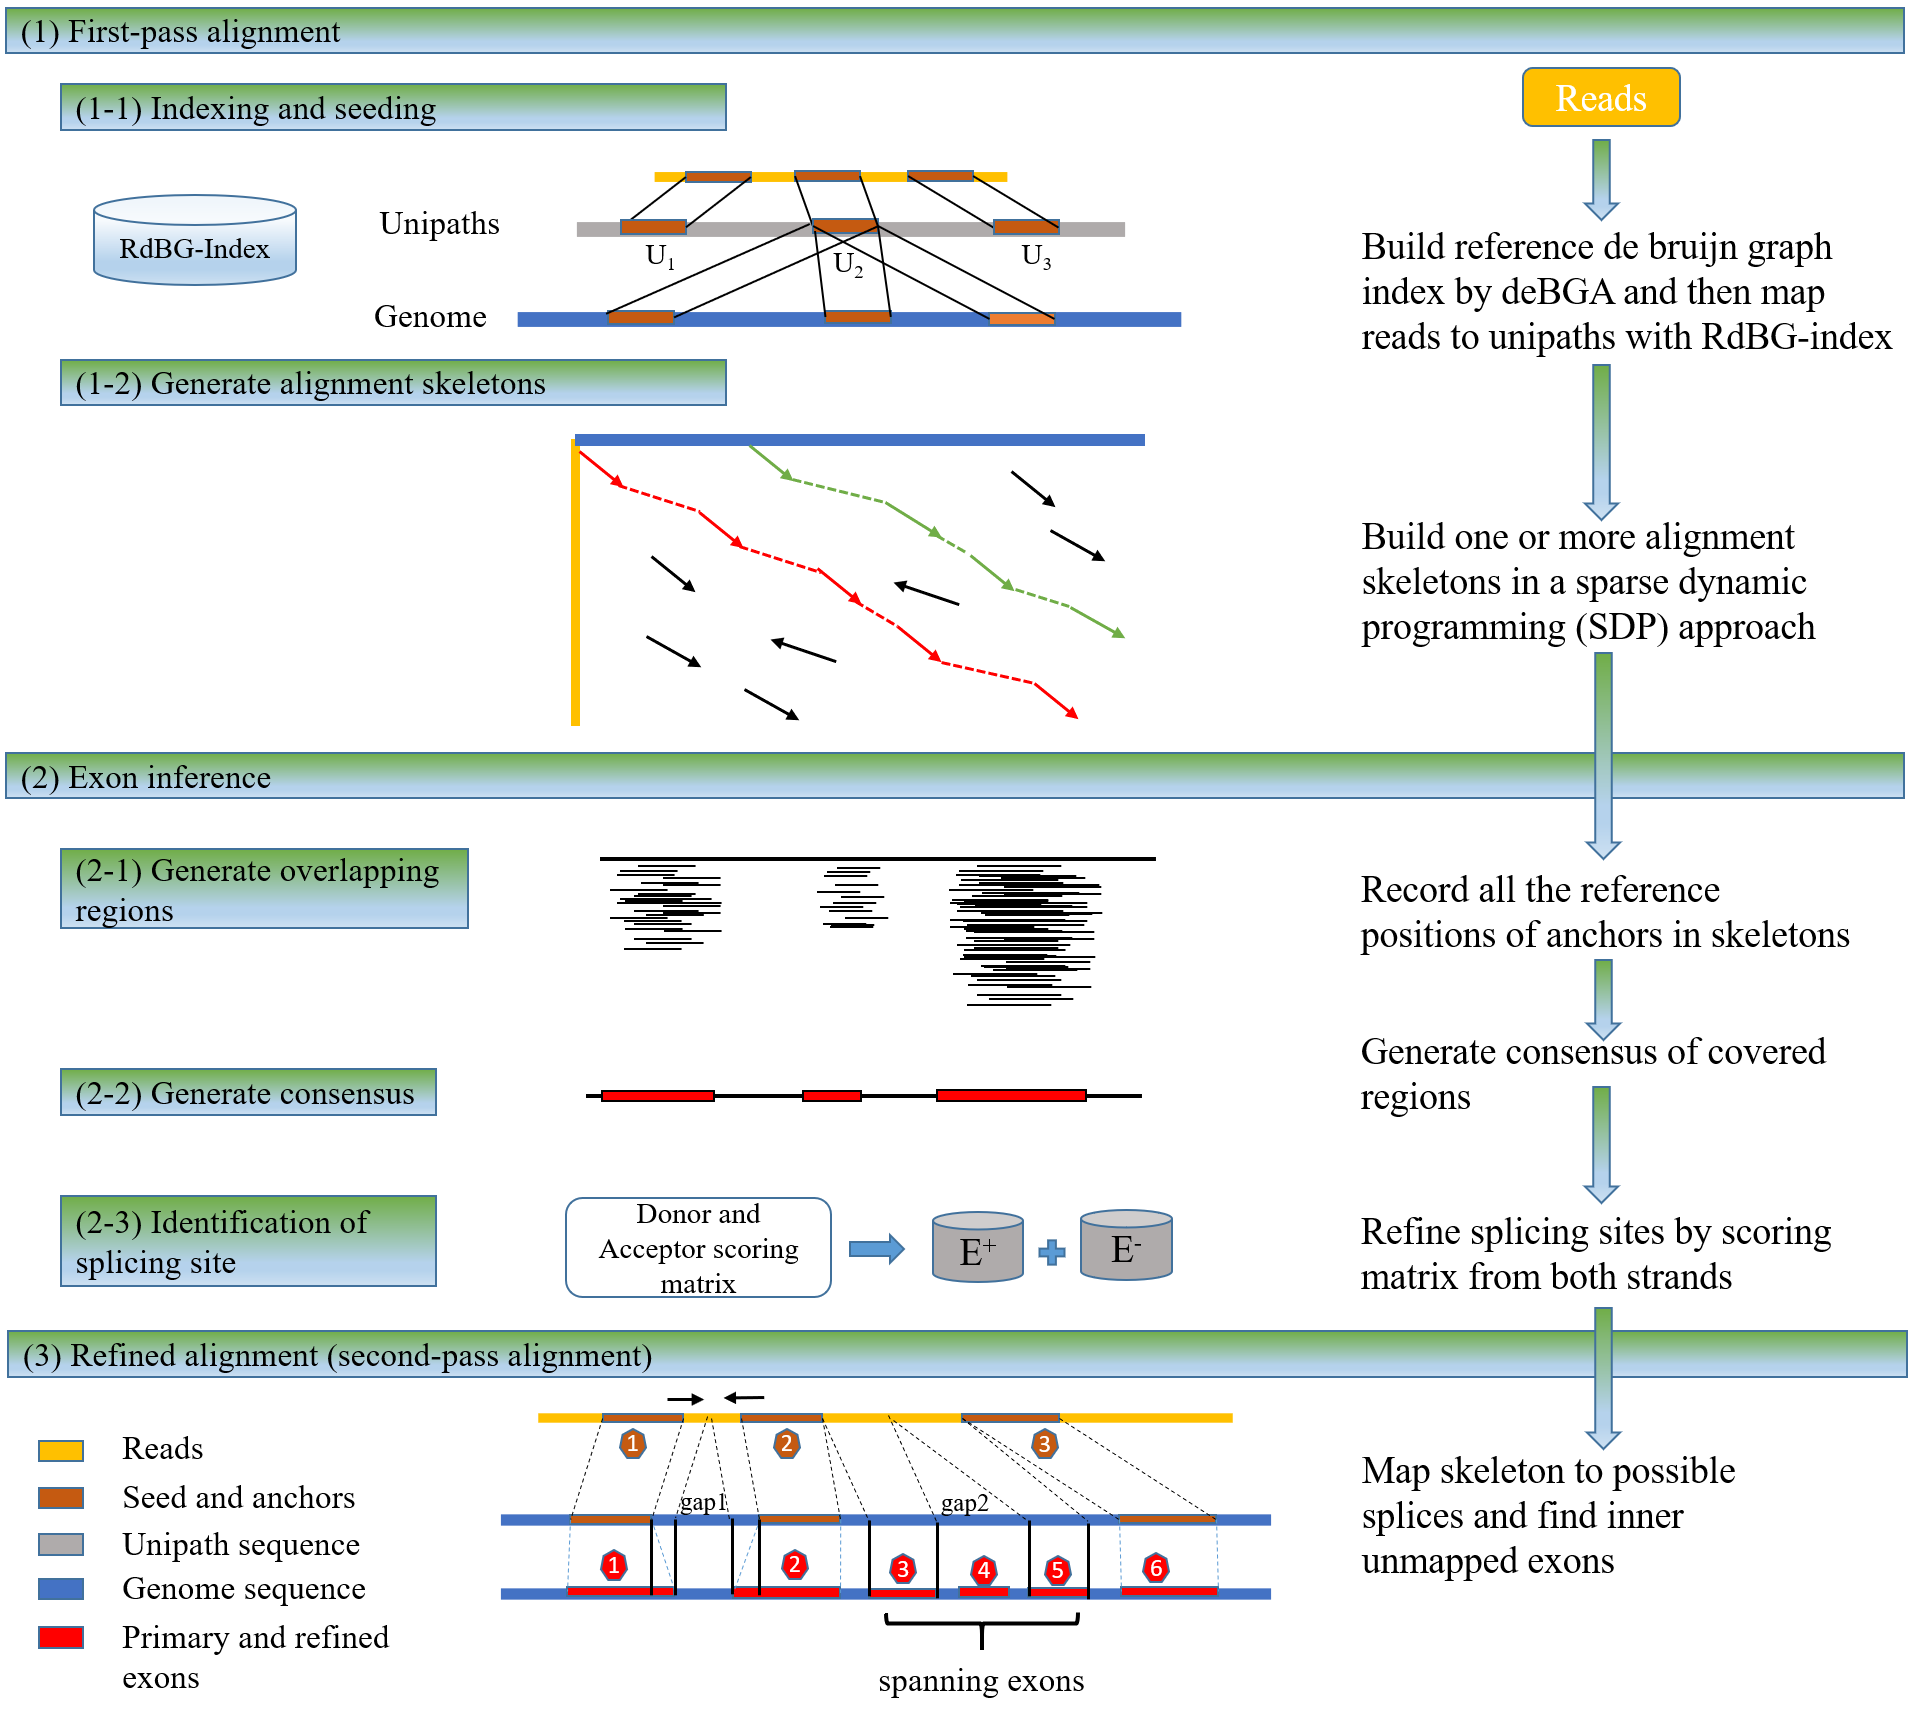 (1) First-pass alignment
(1-1) Indexing and seeding
Reads
RdBG-Index
Unipaths
U1
U2
U3
Genome
Build reference de bruijn graph
index by deBGA and then map
reads to unipaths with RdBG-index
(1-2) Generate alignment skeletons
Build one or more alignment
skeletons in a sparse dynamic
programming (SDP) approach
(2) Exon inference
(2-1) Generate overlapping
regions
Record all the reference
positions of anchors in skeletons
(2-2) Generate consensus
Generate consensus of covered
regions
(2-3) Identification of
splicing site
Donor and
Acceptor scoring
matrix
E+
E-
Refine splicing sites by scoring
matrix from both strands
(3) Refined alignment (second-pass alignment)
1
2
3
gap1
gap2
1
2
3
4
5
6
spanning exons
Reads
Seed and anchors
Unipath sequence
Genome sequence
Primary and refined
exons
Map skeleton to possible
splices and find inner
unmapped exons